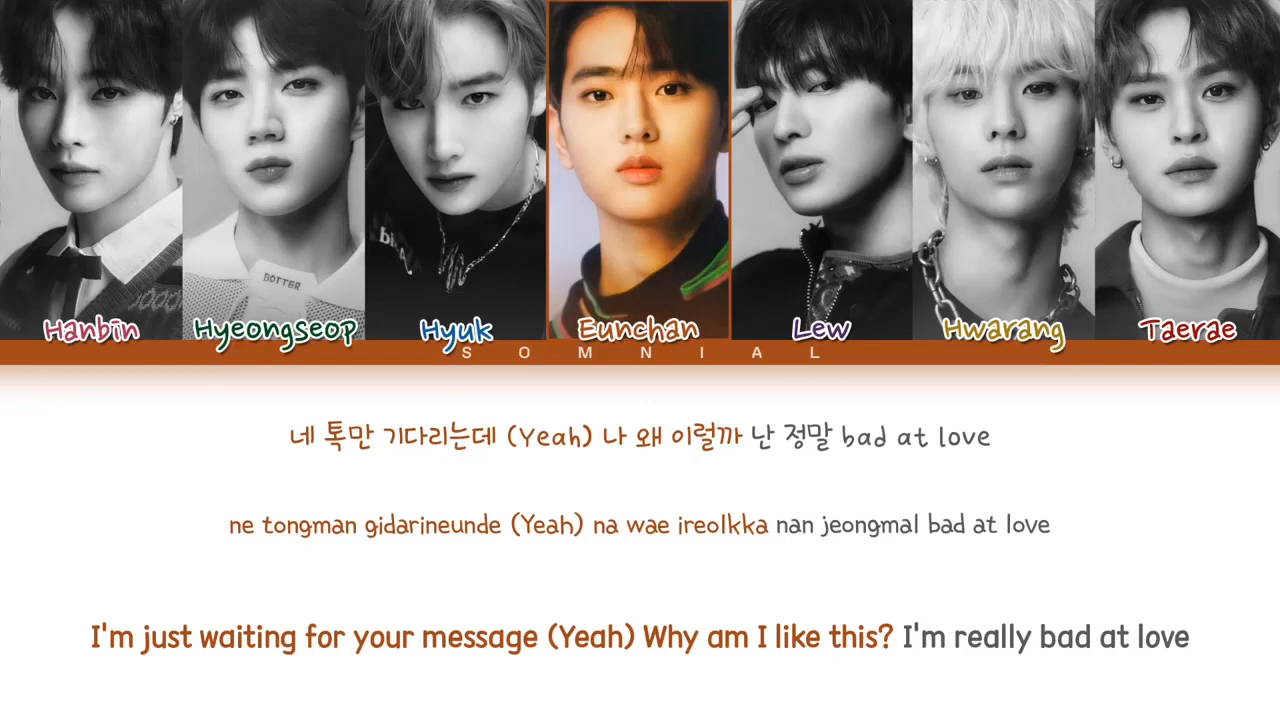 BOTTER
Hanbin Hyeongseop Hyuk Eunchan Lew Hwarang Taerae
SOMNIAL
네 톡만 기다리는데 (Yeah) 나 왜 이럴까 난 정말 bad at love
ne tongman gidarineunde (Yeah) na wae ireolkka nan jeongmal bad at love
I'm just waiting for your message (Yeah) Why am I like this? I'm really bad at love